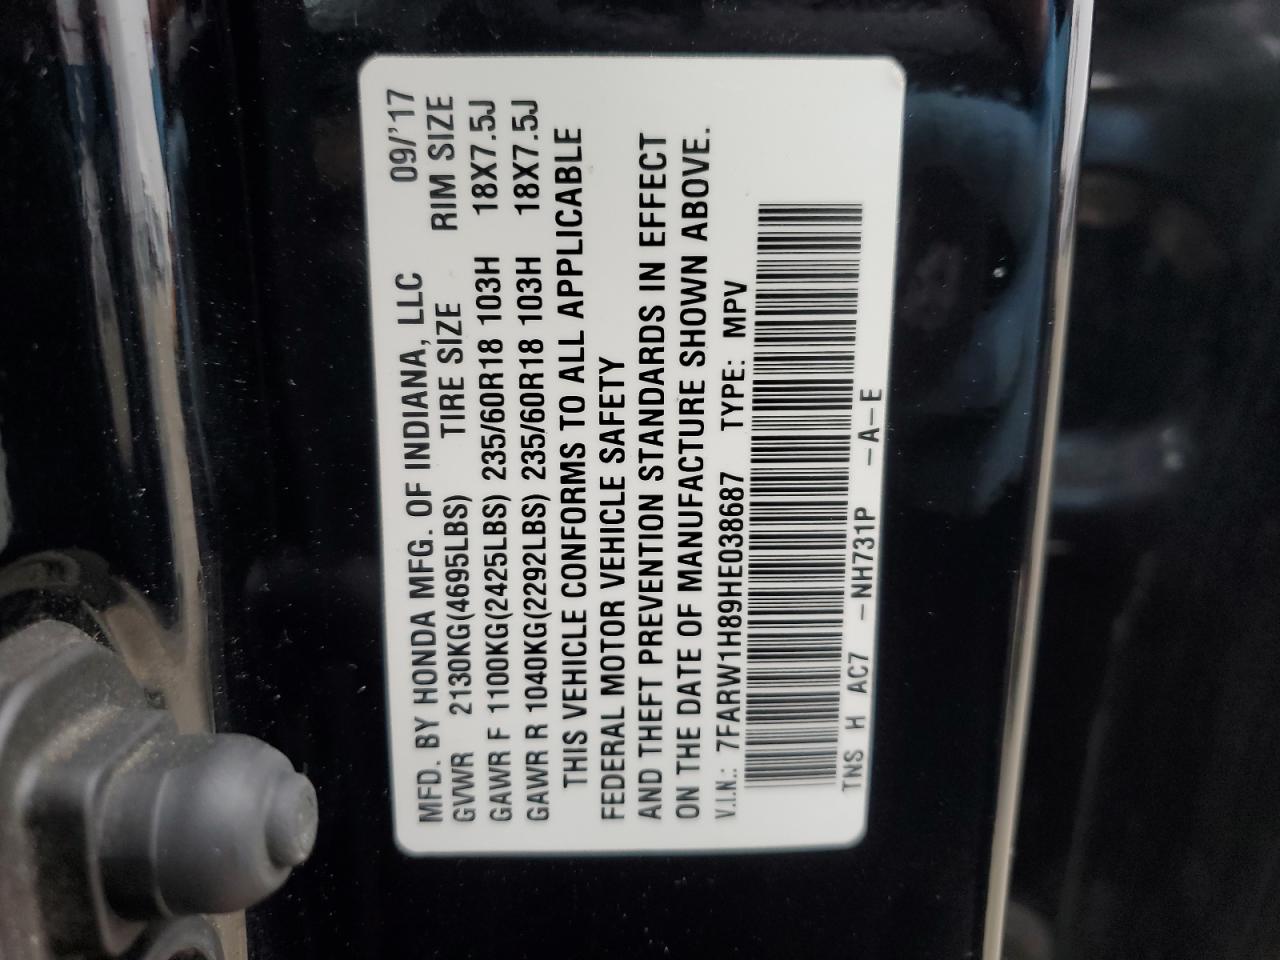 MFD. BY HONDA MFG. OF INDIANA, LLC 09/'17
GVWR 2130KG(4695LBS) TIRE SIZE RIM SIZE
GAWR F 1100KG(2425LBS) 235/60R18 103H 18X7.5J
GAWR R 1040KG(2292LBS) 235/60R18 103H 18X7.5J
THIS VEHICLE CONFORMS TO ALL APPLICABLE
FEDERAL MOTOR VEHICLE SAFETY
AND THEFT PREVENTION STANDARDS IN EFFECT
ON THE DATE OF MANUFACTURE SHOWN ABOVE.
V.I.N.: 7FARW1H89HE038687 TYPE: MPV
TNS H AC7 -NH731P -A-E